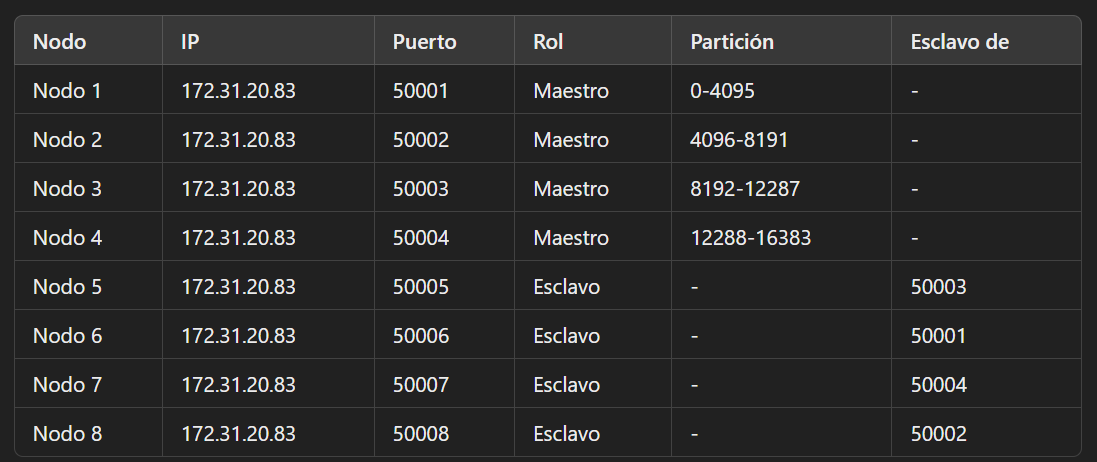 Nodo IP Puerto Rol Partición Esclavo de
Nodo 1 172.31.20.83 50001 Maestro 0-4095 -
Nodo 2 172.31.20.83 50002 Maestro 4096-8191 -
Nodo 3 172.31.20.83 50003 Maestro 8192-12287 -
Nodo 4 172.31.20.83 50004 Maestro 12288-16383 -
Nodo 5 172.31.20.83 50005 Esclavo - 50003
Nodo 6 172.31.20.83 50006 Esclavo - 50001
Nodo 7 172.31.20.83 50007 Esclavo - 50004
Nodo 8 172.31.20.83 50008 Esclavo - 50002